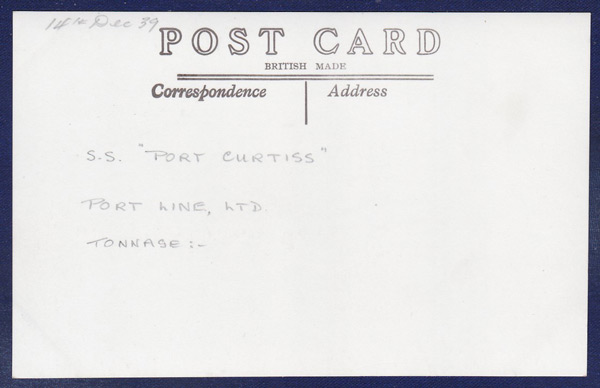 14th Dec 39
POST CARD
BRITISH MADE
Correspondence Address
S.S. "PORT CURTISS"
PORT LINE, LTD.
TONNAGE :-